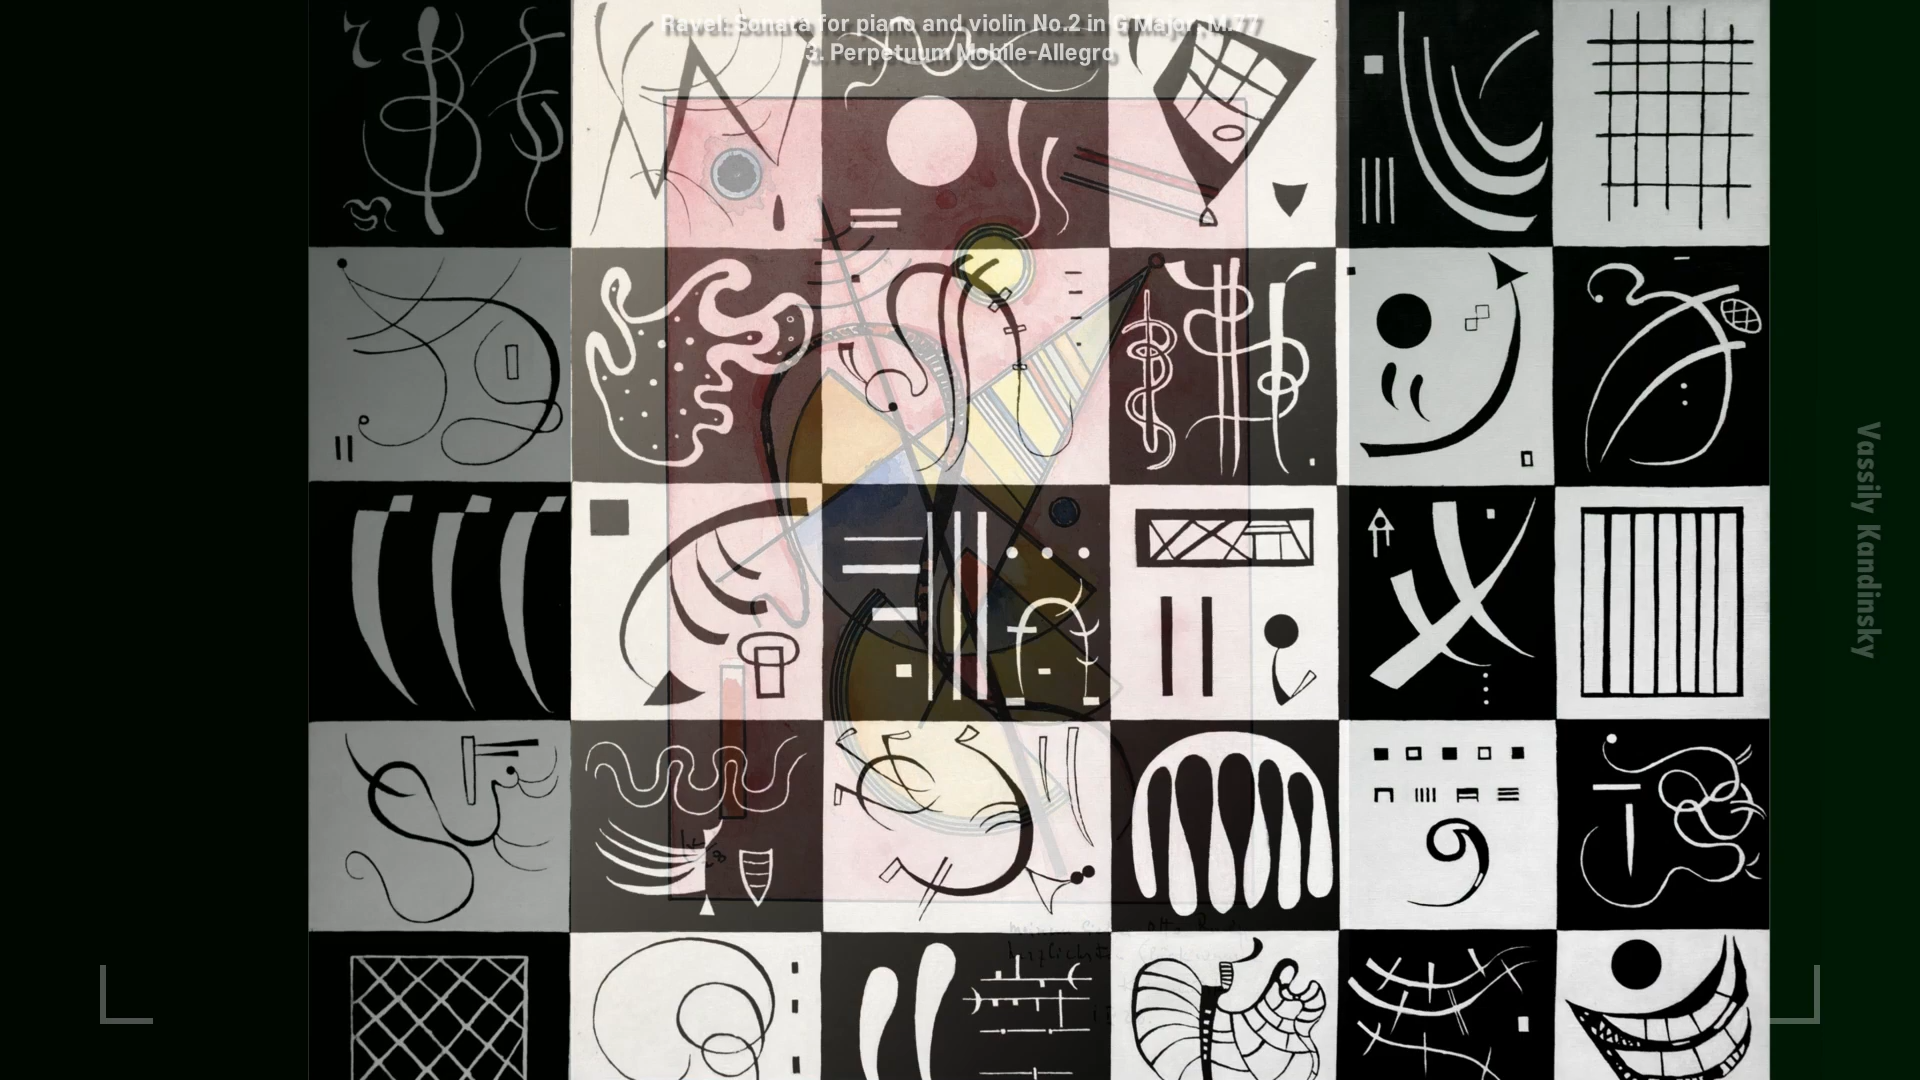 Ravel: Sonata for piano and violin No.2 in G Major, M.77
3. Perpetuum Mobile-Allegro
Vassily Kandinsky